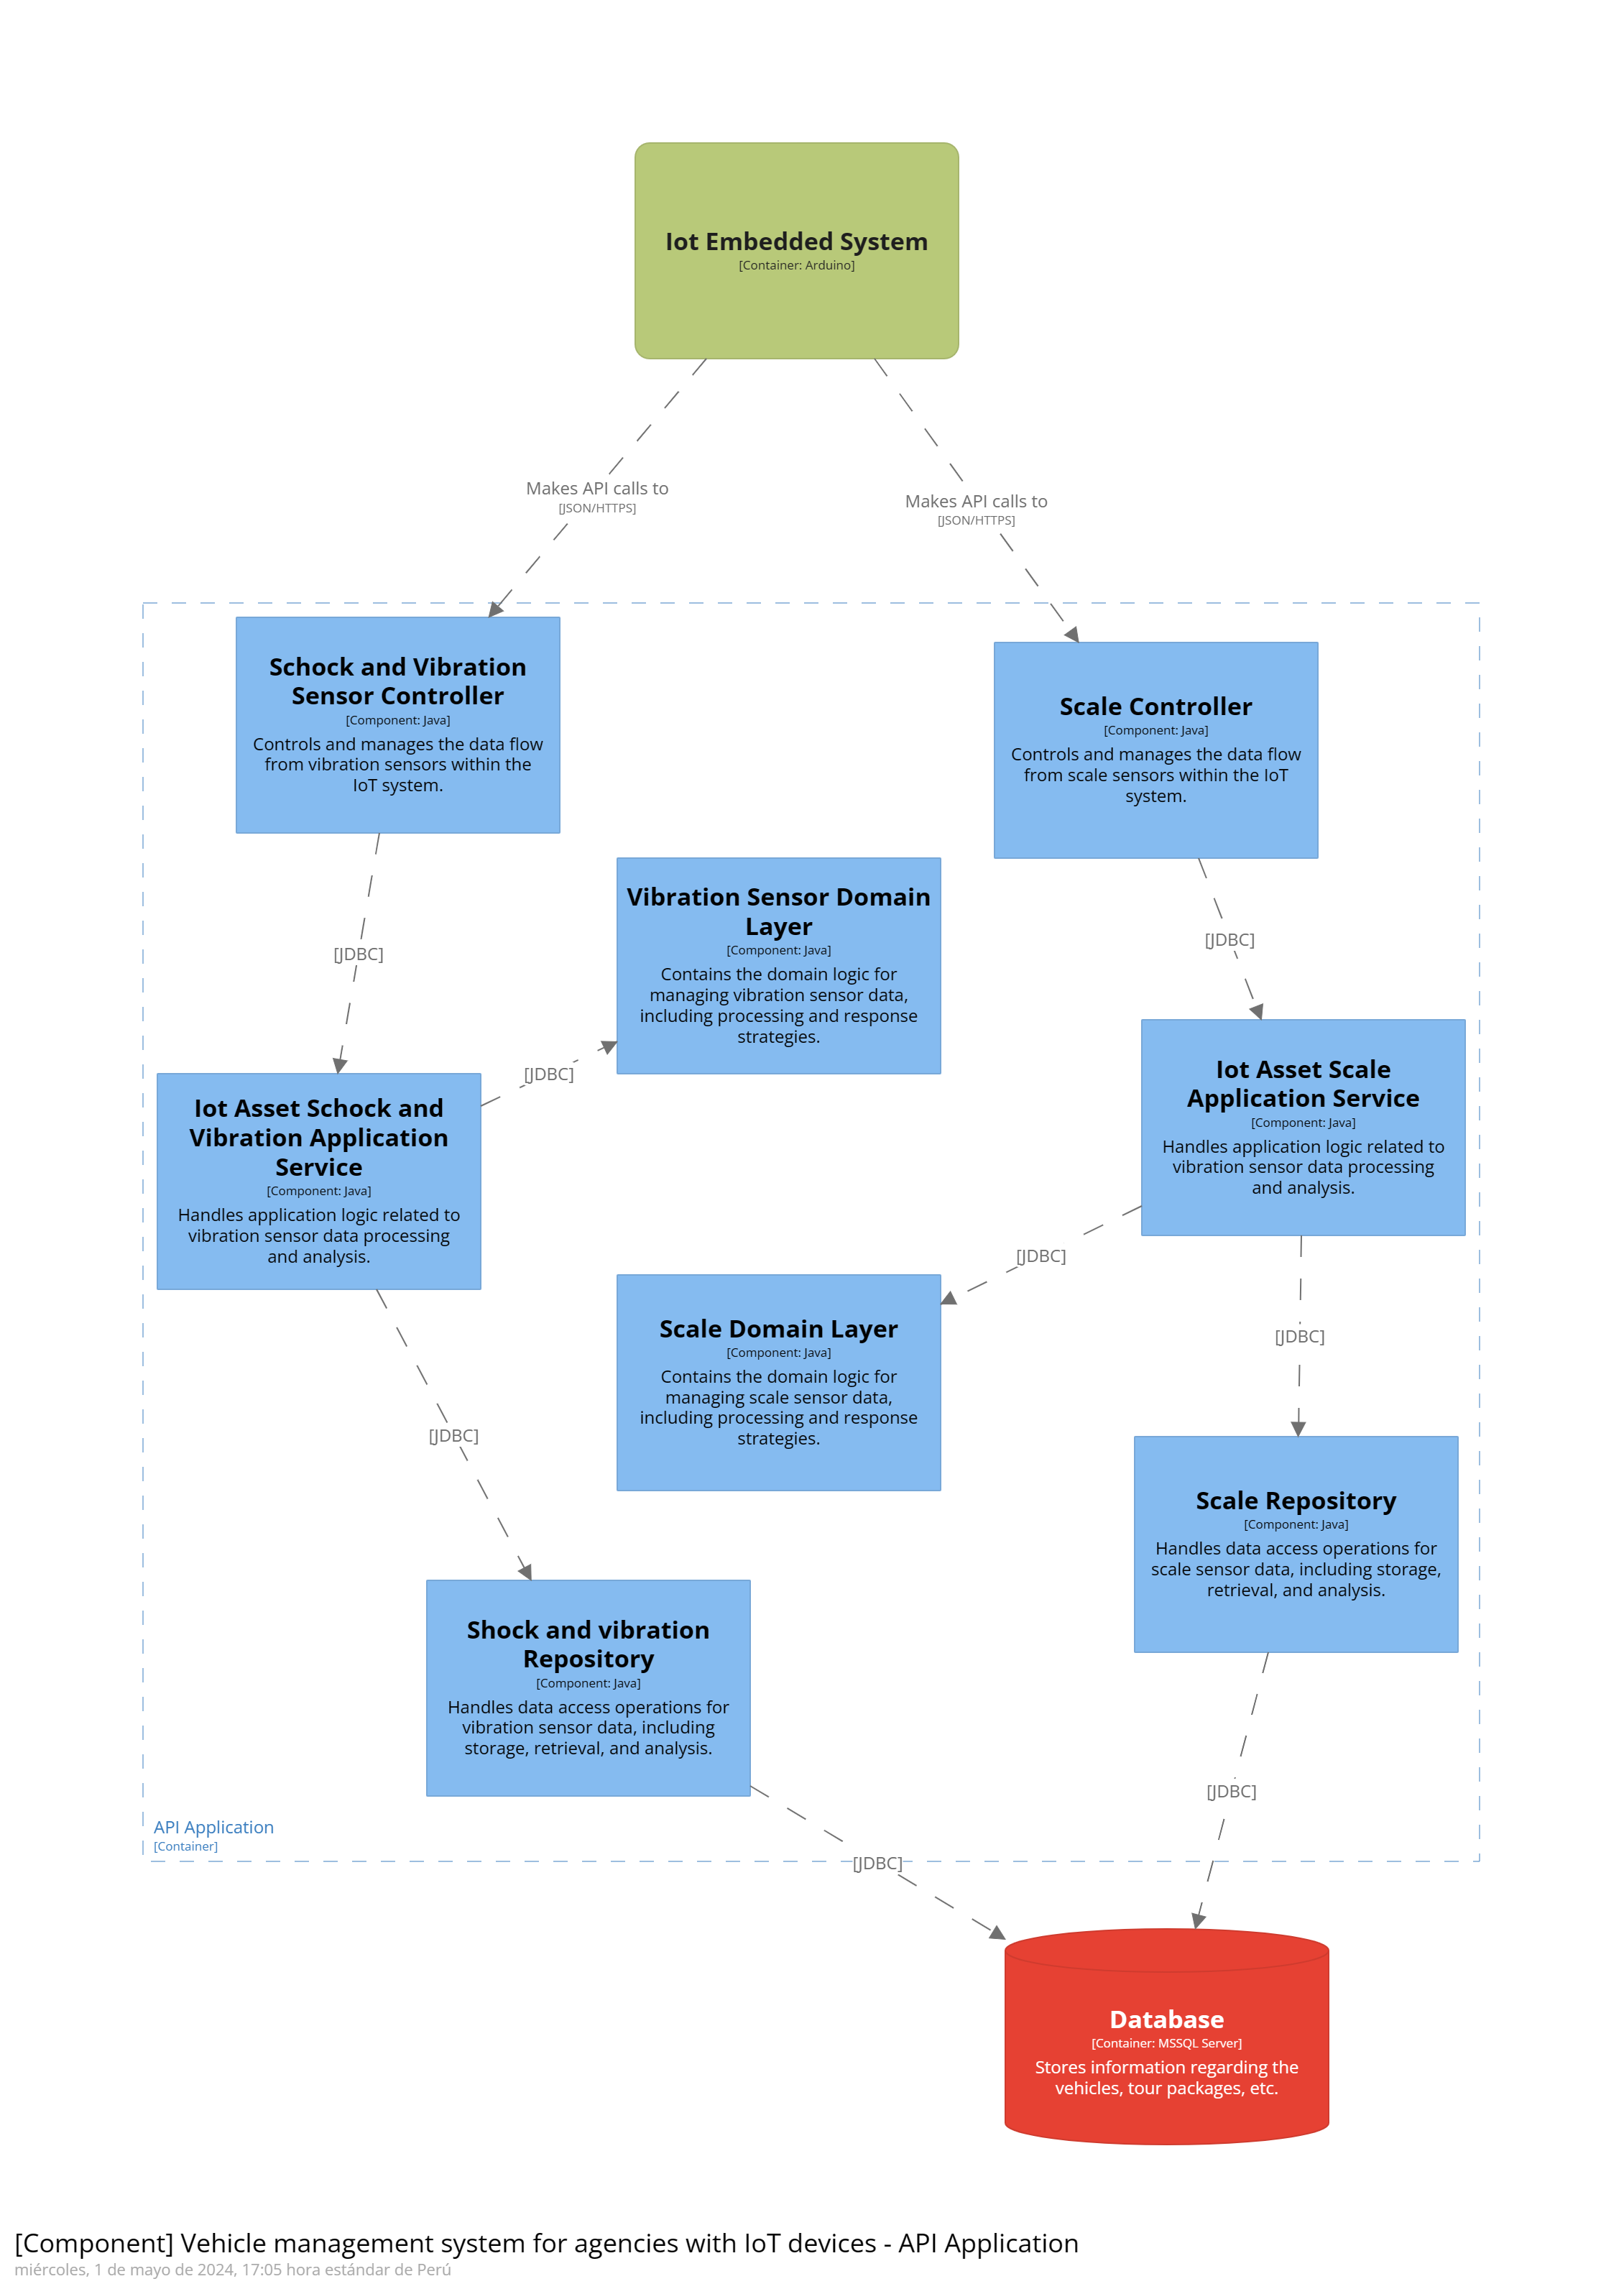 Iot Embedded System
[Container: Arduino]
Makes API calls to
[JSON/HTTPS]
Makes API calls to
[JSON/HTTPS]
Schock and Vibration
Sensor Controller
[Component: Java]
Controls and manages the data flow
from vibration sensors within the
IoT system.
Scale Controller
[Component: Java]
Controls and manages the data flow
from scale sensors within the IoT
system.
[JDBC]
Vibration Sensor Domain
Layer
[Component: Java]
Contains the domain logic for
managing vibration sensor data,
including processing and response
strategies.
[JDBC]
[JDBC]
Iot Asset Schock and
Vibration Application
Service
[Component: Java]
Handles application logic related to
vibration sensor data processing
and analysis.
Iot Asset Scale
Application Service
[Component: Java]
Handles application logic related to
vibration sensor data processing
and analysis.
[JDBC]
Scale Domain Layer
[Component: Java]
Contains the domain logic for
managing scale sensor data,
including processing and response
strategies.
[JDBC]
[JDBC]
Scale Repository
[Component: Java]
Handles data access operations for
scale sensor data, including storage,
retrieval, and analysis.
Shock and vibration
Repository
[Component: Java]
Handles data access operations for
vibration sensor data, including
storage, retrieval, and analysis.
[JDBC]
API Application
[Container]
[JDBC]
Database
[Container: MSSQL Server]
Stores information regarding the
vehicles, tour packages, etc.
[Component] Vehicle management system for agencies with IoT devices - API Application
miércoles, 1 de mayo de 2024, 17:05 hora estándar de Perú